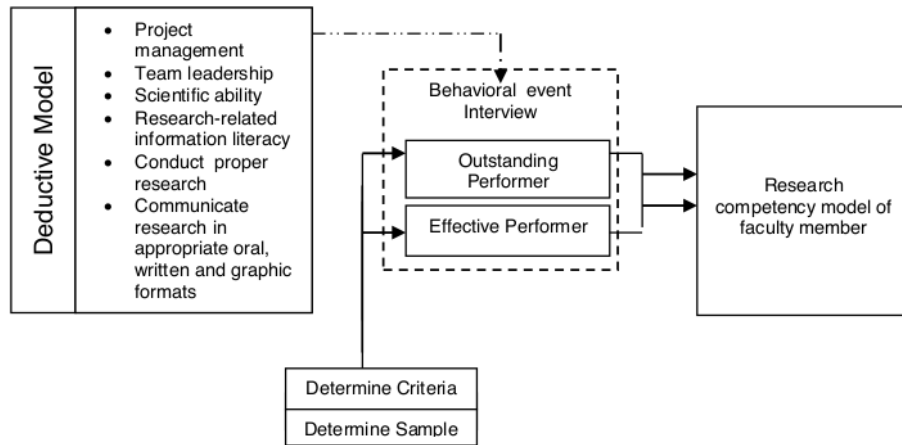 Deductive Model
• Project
management
• Team leadership
• Scientific ability
• Research-related
information literacy
• Conduct proper
research
• Communicate
research in
appropriate oral,
written and graphic
formats
Behavioral event
Interview
Outstanding
Performer
Effective Performer
Research
competency model of
faculty member
Determine Criteria
Determine Sample